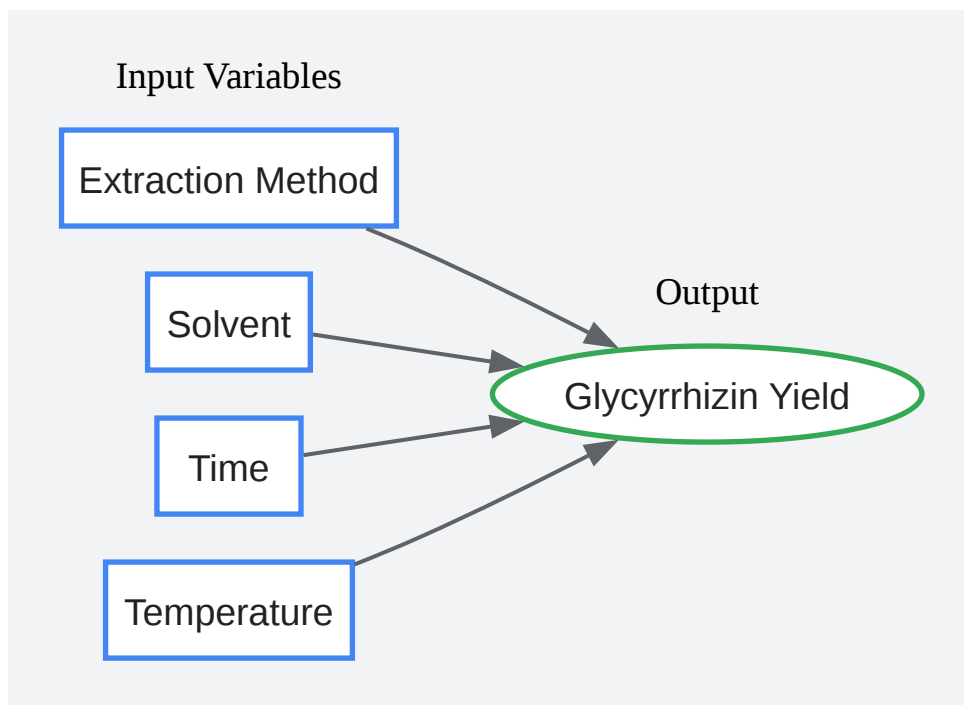 Input Variables
Extraction Method
Solvent
Time
Temperature
Output
Glycyrrhizin Yield